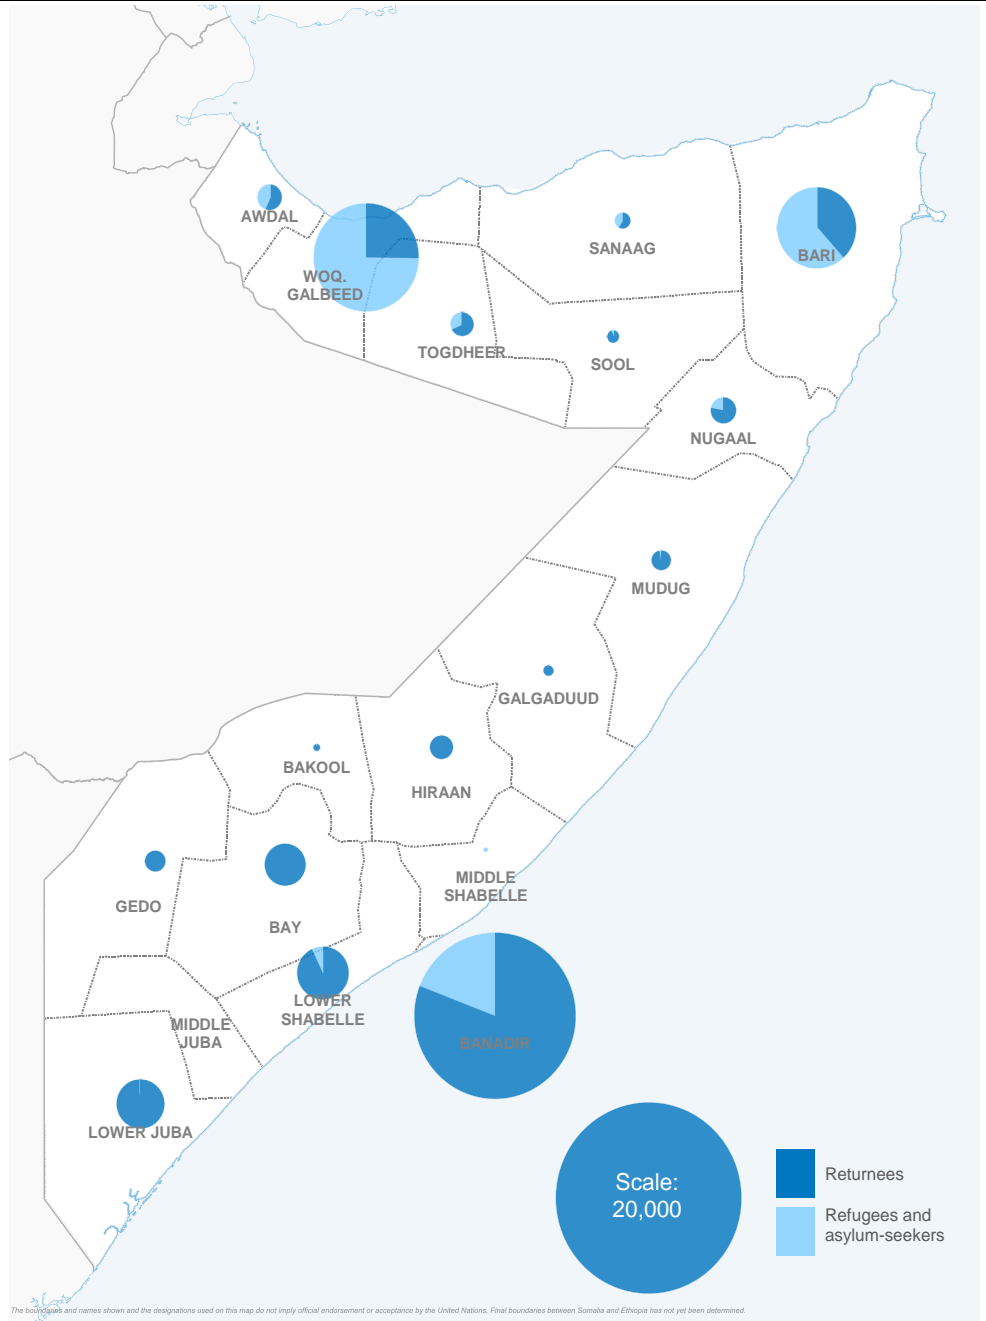 AWDAL
WOQ.
GALBEED
SANAAG
BARI
TOGDHEER
SOOL
NUGAAL
MUDUG
GALGADUUD
BAKOOL
HIRAAN
MIDDLE
SHABELLE
GEDO
BAY
LOWER
SHABELLE
MIDDLE
JUBA
BANADIR
LOWER JUBA
Scale:
20,000
Returnees
Refugees and
asylum-seekers
The boundaries and names shown and the designations used on this map do not imply official endorsement or acceptance by the United Nations. Final boundaries between Somalia and Ethiopia has not yet been determined.